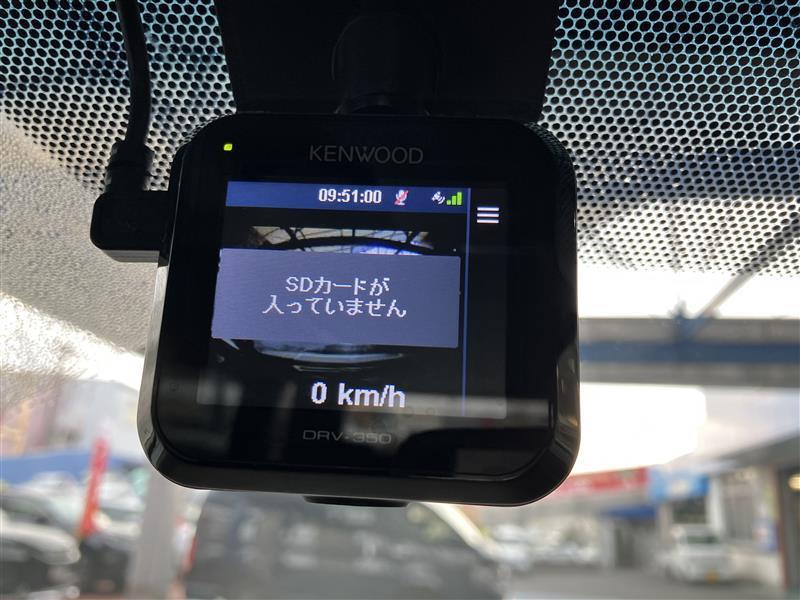 KENWOOD
09:51:00
SDカードが
入っていません
0 km/h
DRV-350